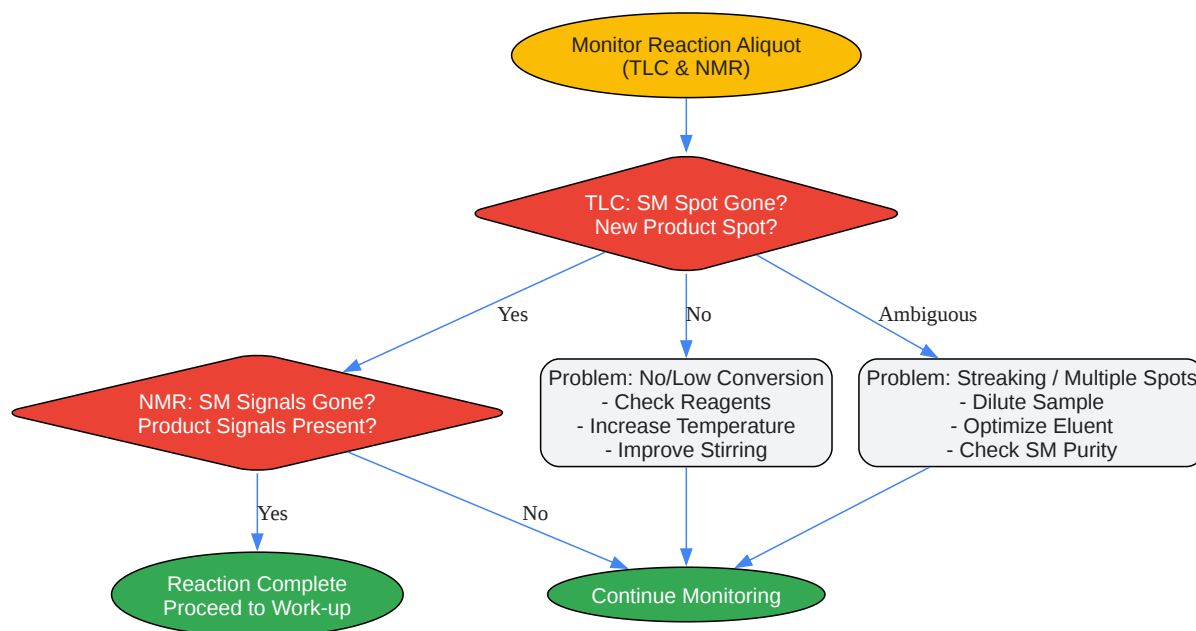 Monitor Reaction Aliquot
(TLC & NMR)
TLC: SM Spot Gone?
New Product Spot?
Yes
No
Ambiguous
NMR: SM Signals Gone?
Product Signals Present?
Problem: No/Low Conversion
- Check Reagents
- Increase Temperature
- Improve Stirring
Problem: Streaking / Multiple Spots
- Dilute Sample
- Optimize Eluent
- Check SM Purity
Yes
No
Reaction Complete
Proceed to Work-up
Continue Monitoring